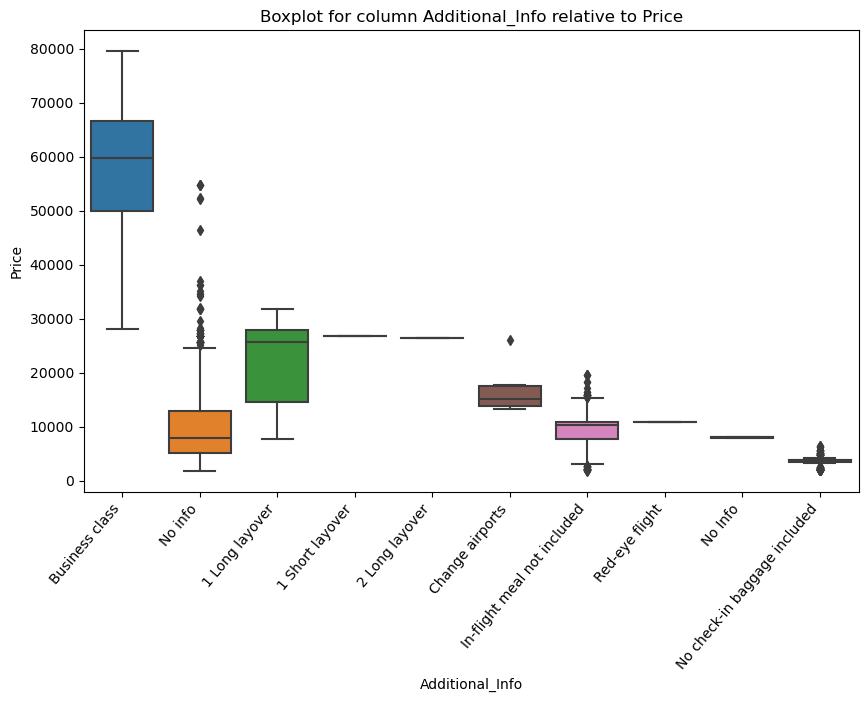 Boxplot for column Additional_Info relative to Price
80000
70000
60000
50000
40000
30000
20000
10000
0
Price
Business class
No info
1 Long layover
1 Short layover
2 Long layover
Change airports
In-flight meal not included
Red-eye flight
No Info
No check-in baggage included
Additional_Info